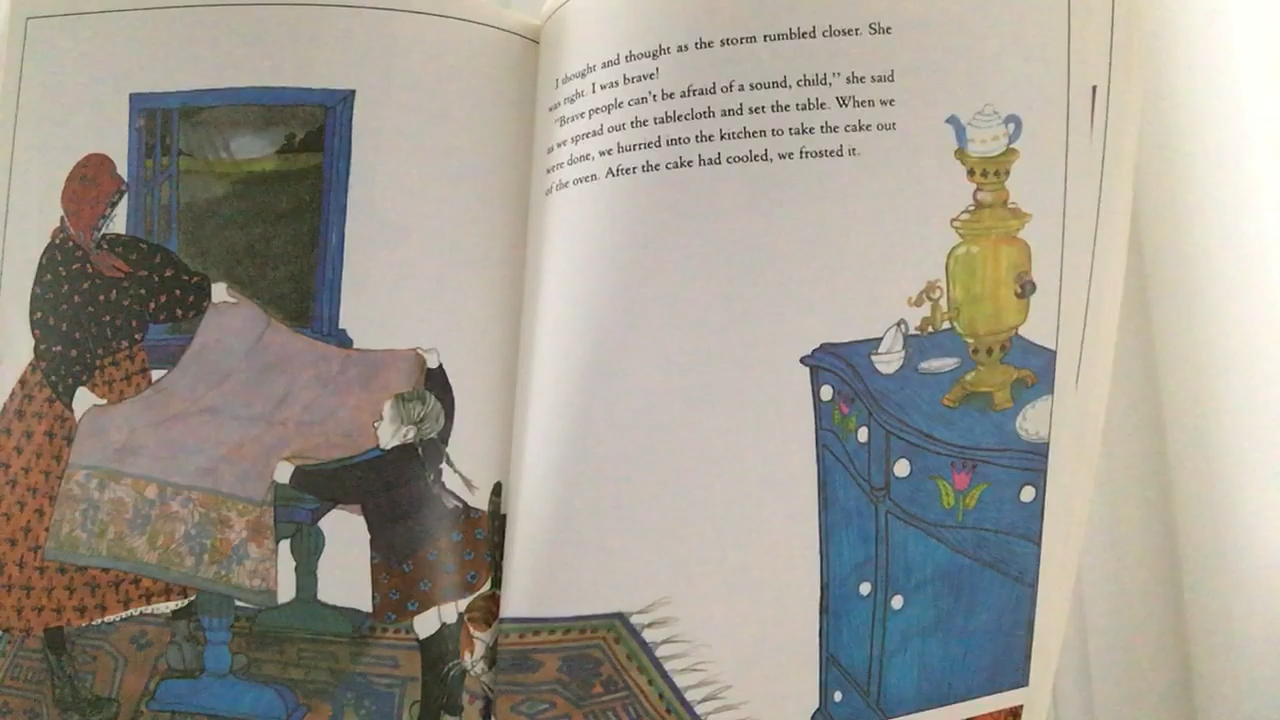 I thought and thought as the storm rumbled closer. She
was right. I was brave!
"Brave people can't be afraid of a sound, child," she said
as we spread out the tablecloth and set the table. When we
were done, we hurried into the kitchen to take the cake out
of the oven. After the cake had cooled, we frosted it.